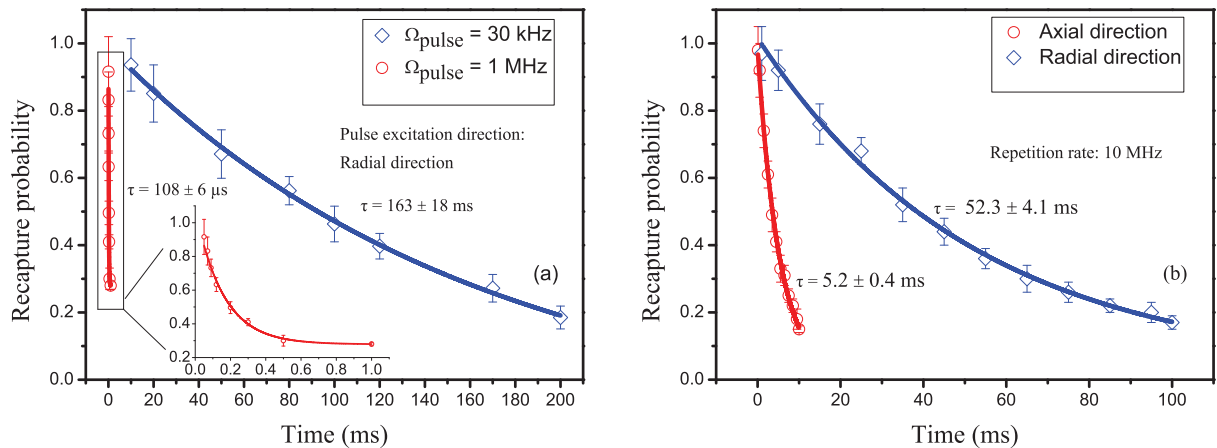 Ω_pulse = 30 kHz
Ω_pulse = 1 MHz
Pulse excitation direction:
Radial direction
τ = 108 ± 6 μs
τ = 163 ± 18 ms
(a)
1.0
0.8
0.6
0.4
0.2
0.0
Recapture probability
1.0
0.8
0.6
0.4
0.2
0.0 0.2 0.4 0.6 0.8 1.0
0 20 40 60 80 100 120 140 160 180 200
Time (ms)
Axial direction
Radial direction
Repetition rate: 10 MHz
τ = 52.3 ± 4.1 ms
τ = 5.2 ± 0.4 ms
(b)
1.0
0.8
0.6
0.4
0.2
0.0
Recapture probability
0 20 40 60 80 100
Time (ms)